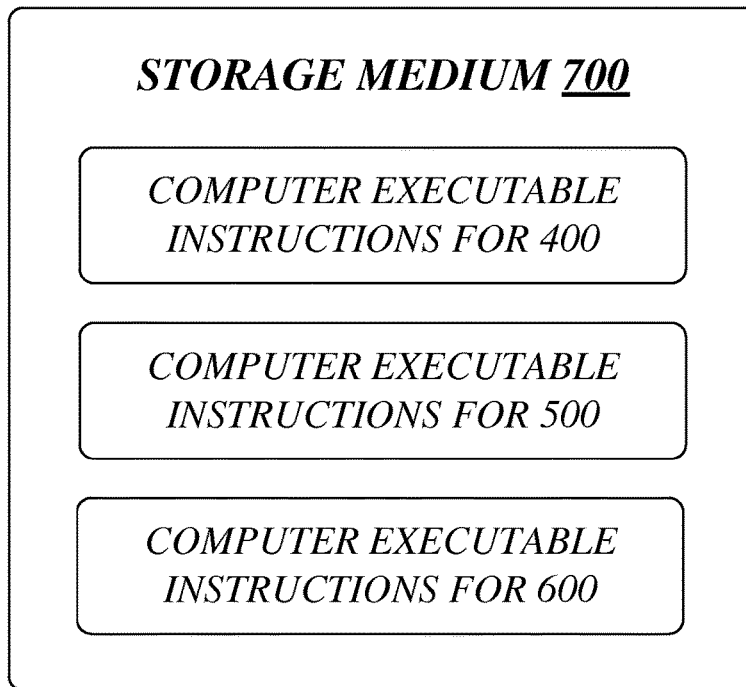 STORAGE MEDIUM 700
COMPUTER EXECUTABLE
INSTRUCTIONS FOR 400
COMPUTER EXECUTABLE
INSTRUCTIONS FOR 500
COMPUTER EXECUTABLE
INSTRUCTIONS FOR 600